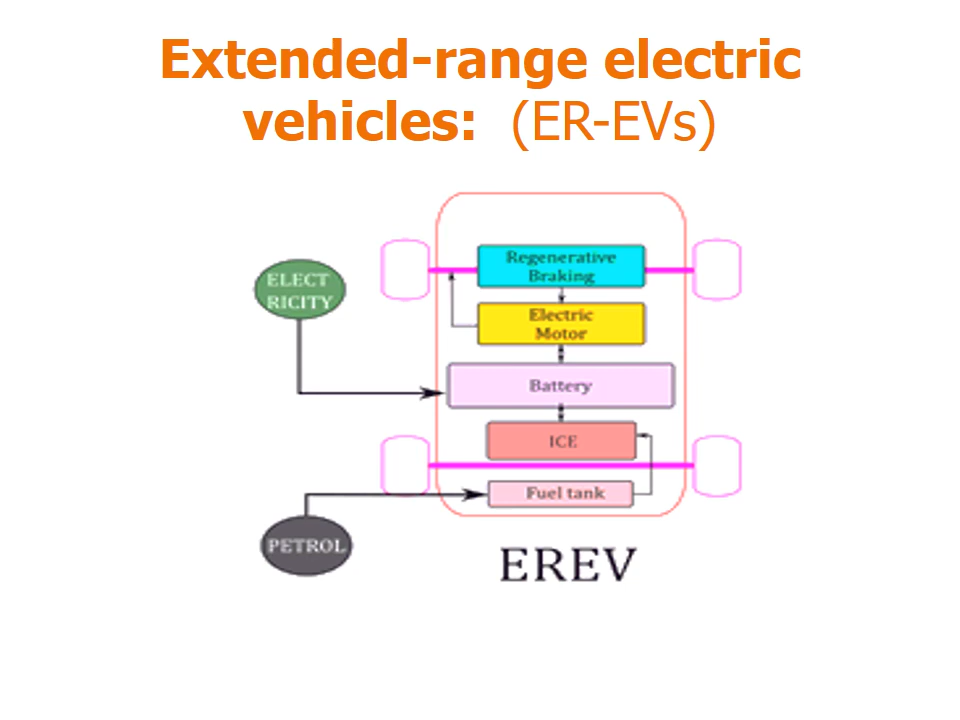 Extended-range electric
vehicles: (ER-EVs)
Regenerative
Braking
ELECT
RICITY
Electric
Motor
Battery
ICE
Fuel tank
PETROL
EREV